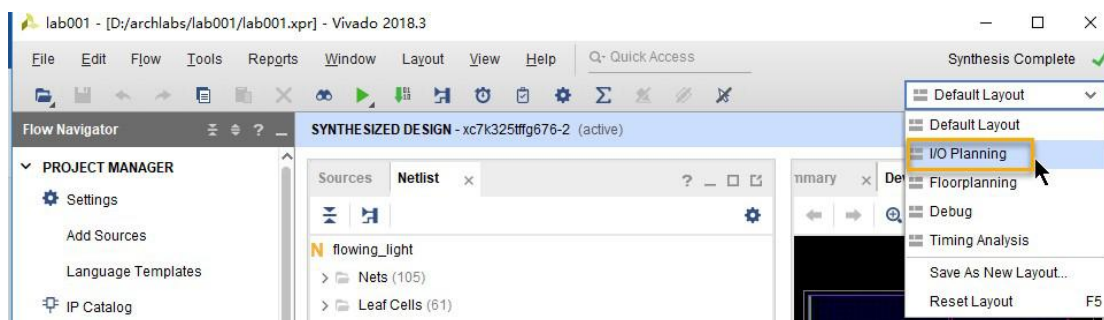 lab001 - [D:/archlabs/lab001/lab001.xpr] - Vivado 2018.3
File Edit Flow Tools Reports Window Layout View Help Q- Quick Access Synthesis Complete
Default Layout
Flow Navigator
SYNTHESIZED DESIGN - xc7k325tffg676-2 (active)
Default Layout
PROJECT MANAGER
I/O Planning
Sources Netlist
Settings
Floorplanning
Add Sources
Debug
N flowing_light
Timing Analysis
Language Templates
Nets (105)
Save As New Layout...
IP Catalog
Leaf Cells (61)
Reset Layout F5